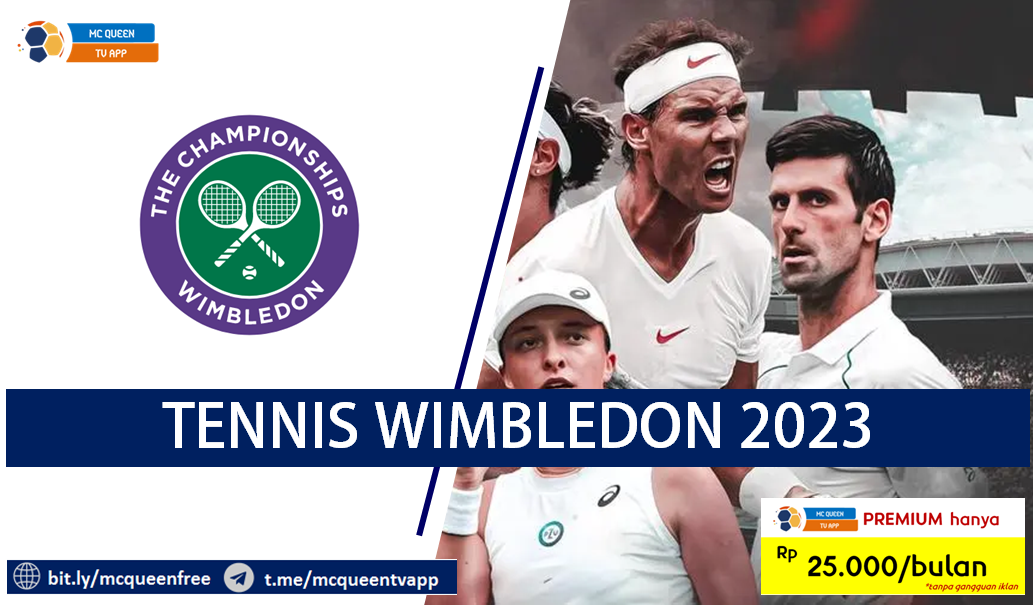 MC QUEEN
TV APP
THE CHAMPIONSHIPS
WIMBLEDON
TENNIS WIMBLEDON 2023
MC QUEEN
TV APP
PREMIUM hanya
Rp 25.000/bulan
*tanpa gangguan iklan
bit.ly/mcqueenfree t.me/mcqueentvapp